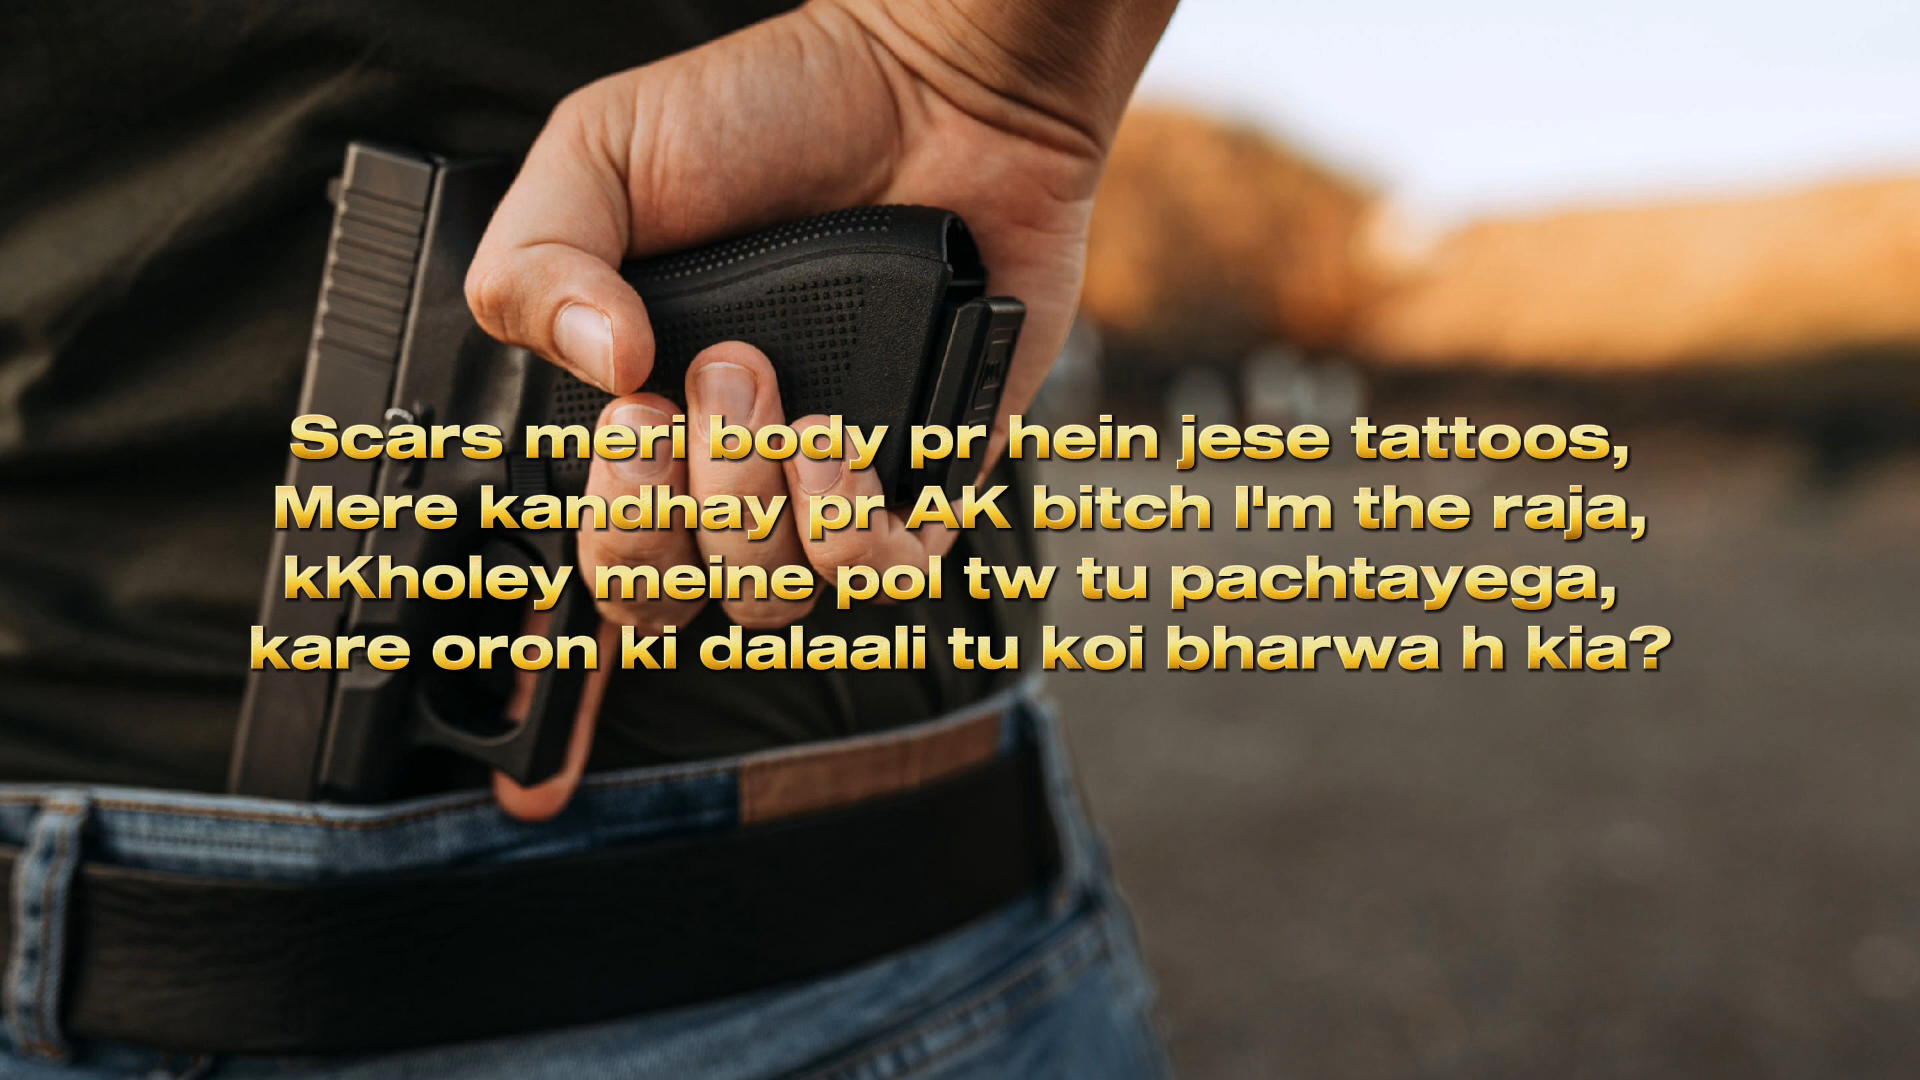 Scars meri body pr hein jese tattoos,
Mere kandhay pr AK bitch I'm the raja,
kKholey meine pol tw tu pachtayega,
kare oron ki dalaali tu koi bharwa h kia?